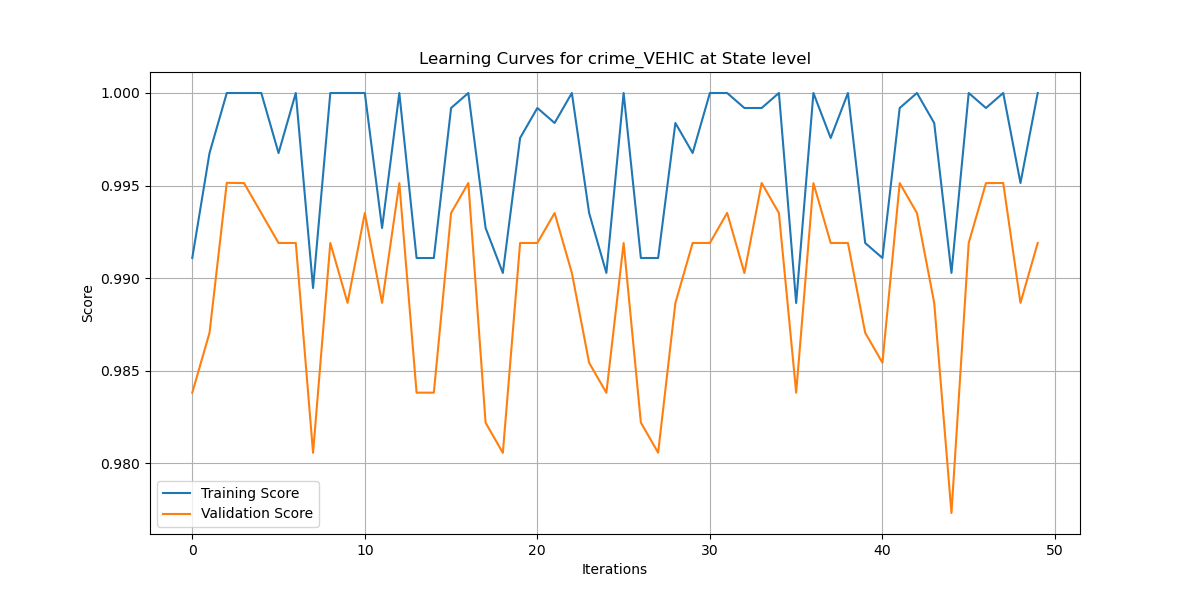 Learning Curves for crime_VEHIC at State level
1.000
0.995
0.990
0.985
0.980
Score
Training Score
Validation Score
0 10 20 30 40 50
Iterations